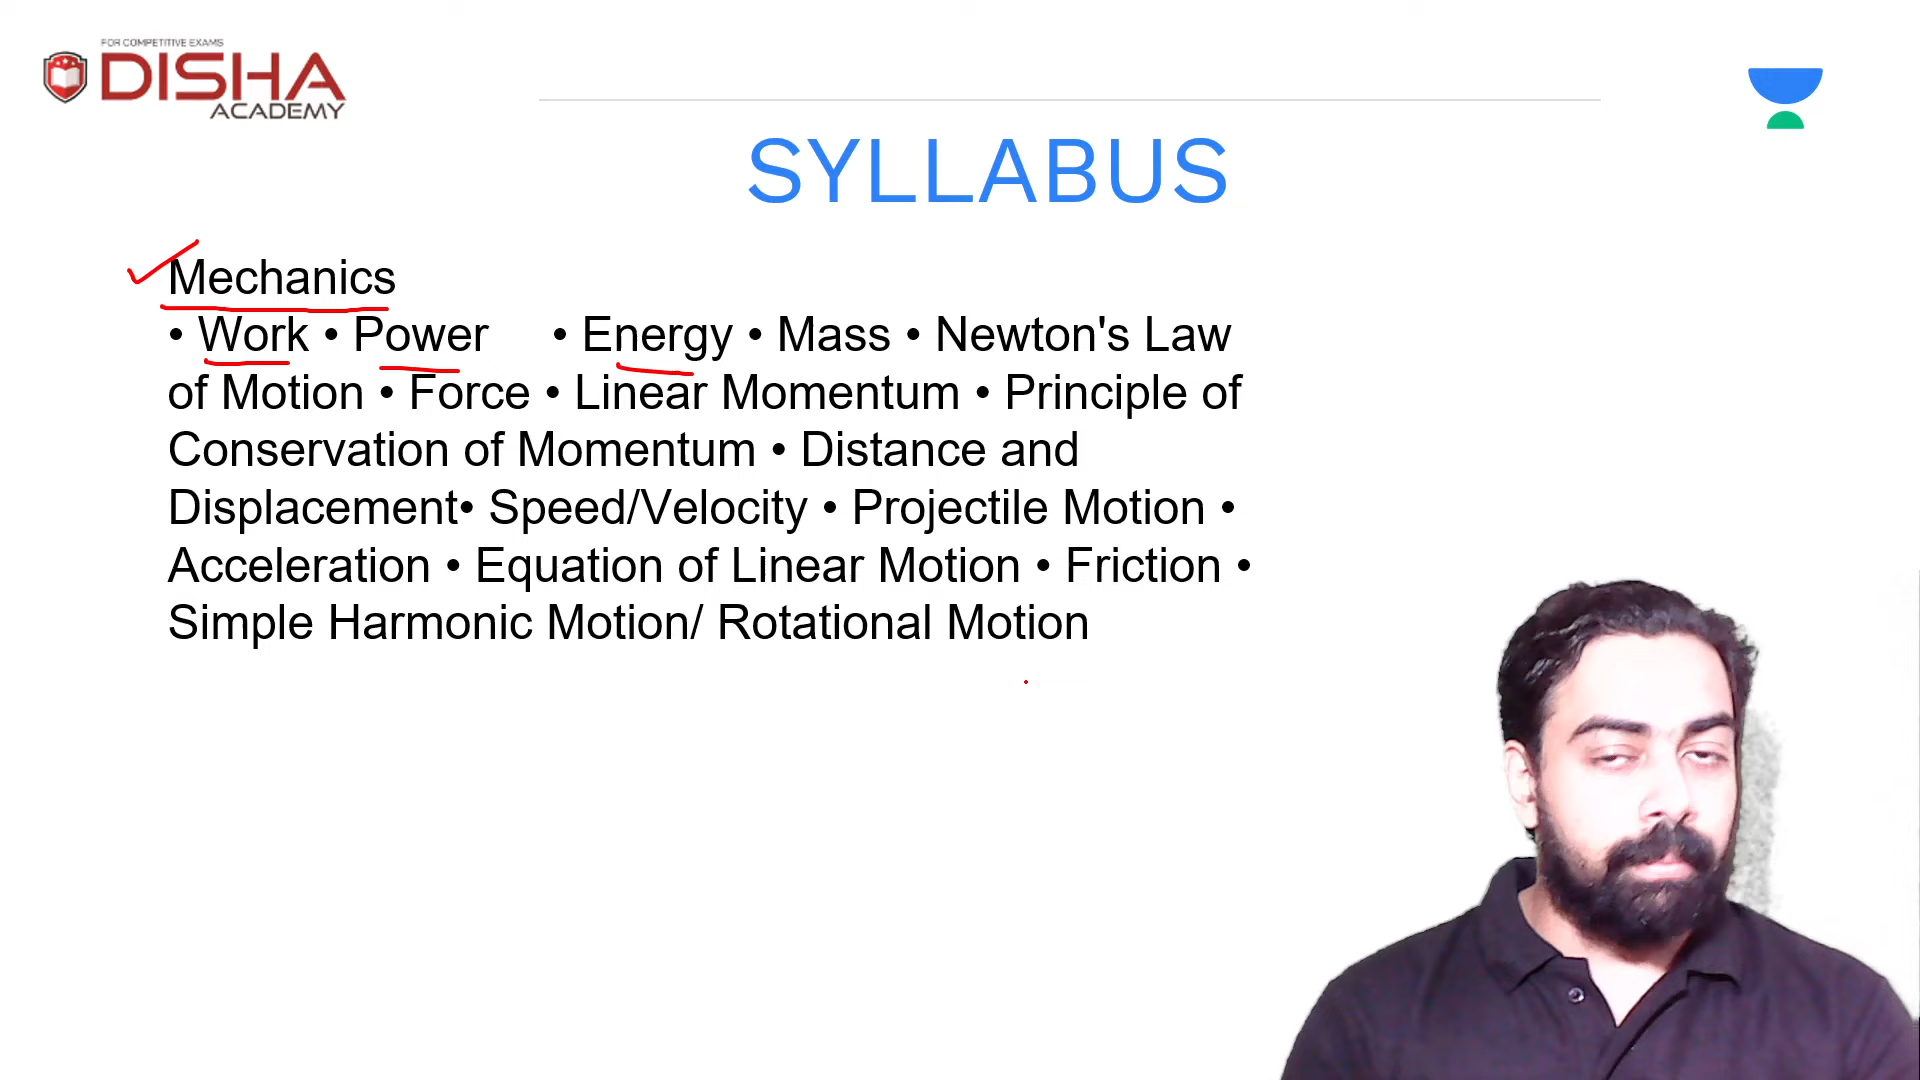 FOR COMPETITIVE EXAMS
DISHA
ACADEMY
SYLLABUS
Mechanics
• Work • Power • Energy • Mass • Newton's Law
of Motion • Force • Linear Momentum • Principle of
Conservation of Momentum • Distance and
Displacement• Speed/Velocity • Projectile Motion •
Acceleration • Equation of Linear Motion • Friction •
Simple Harmonic Motion/ Rotational Motion